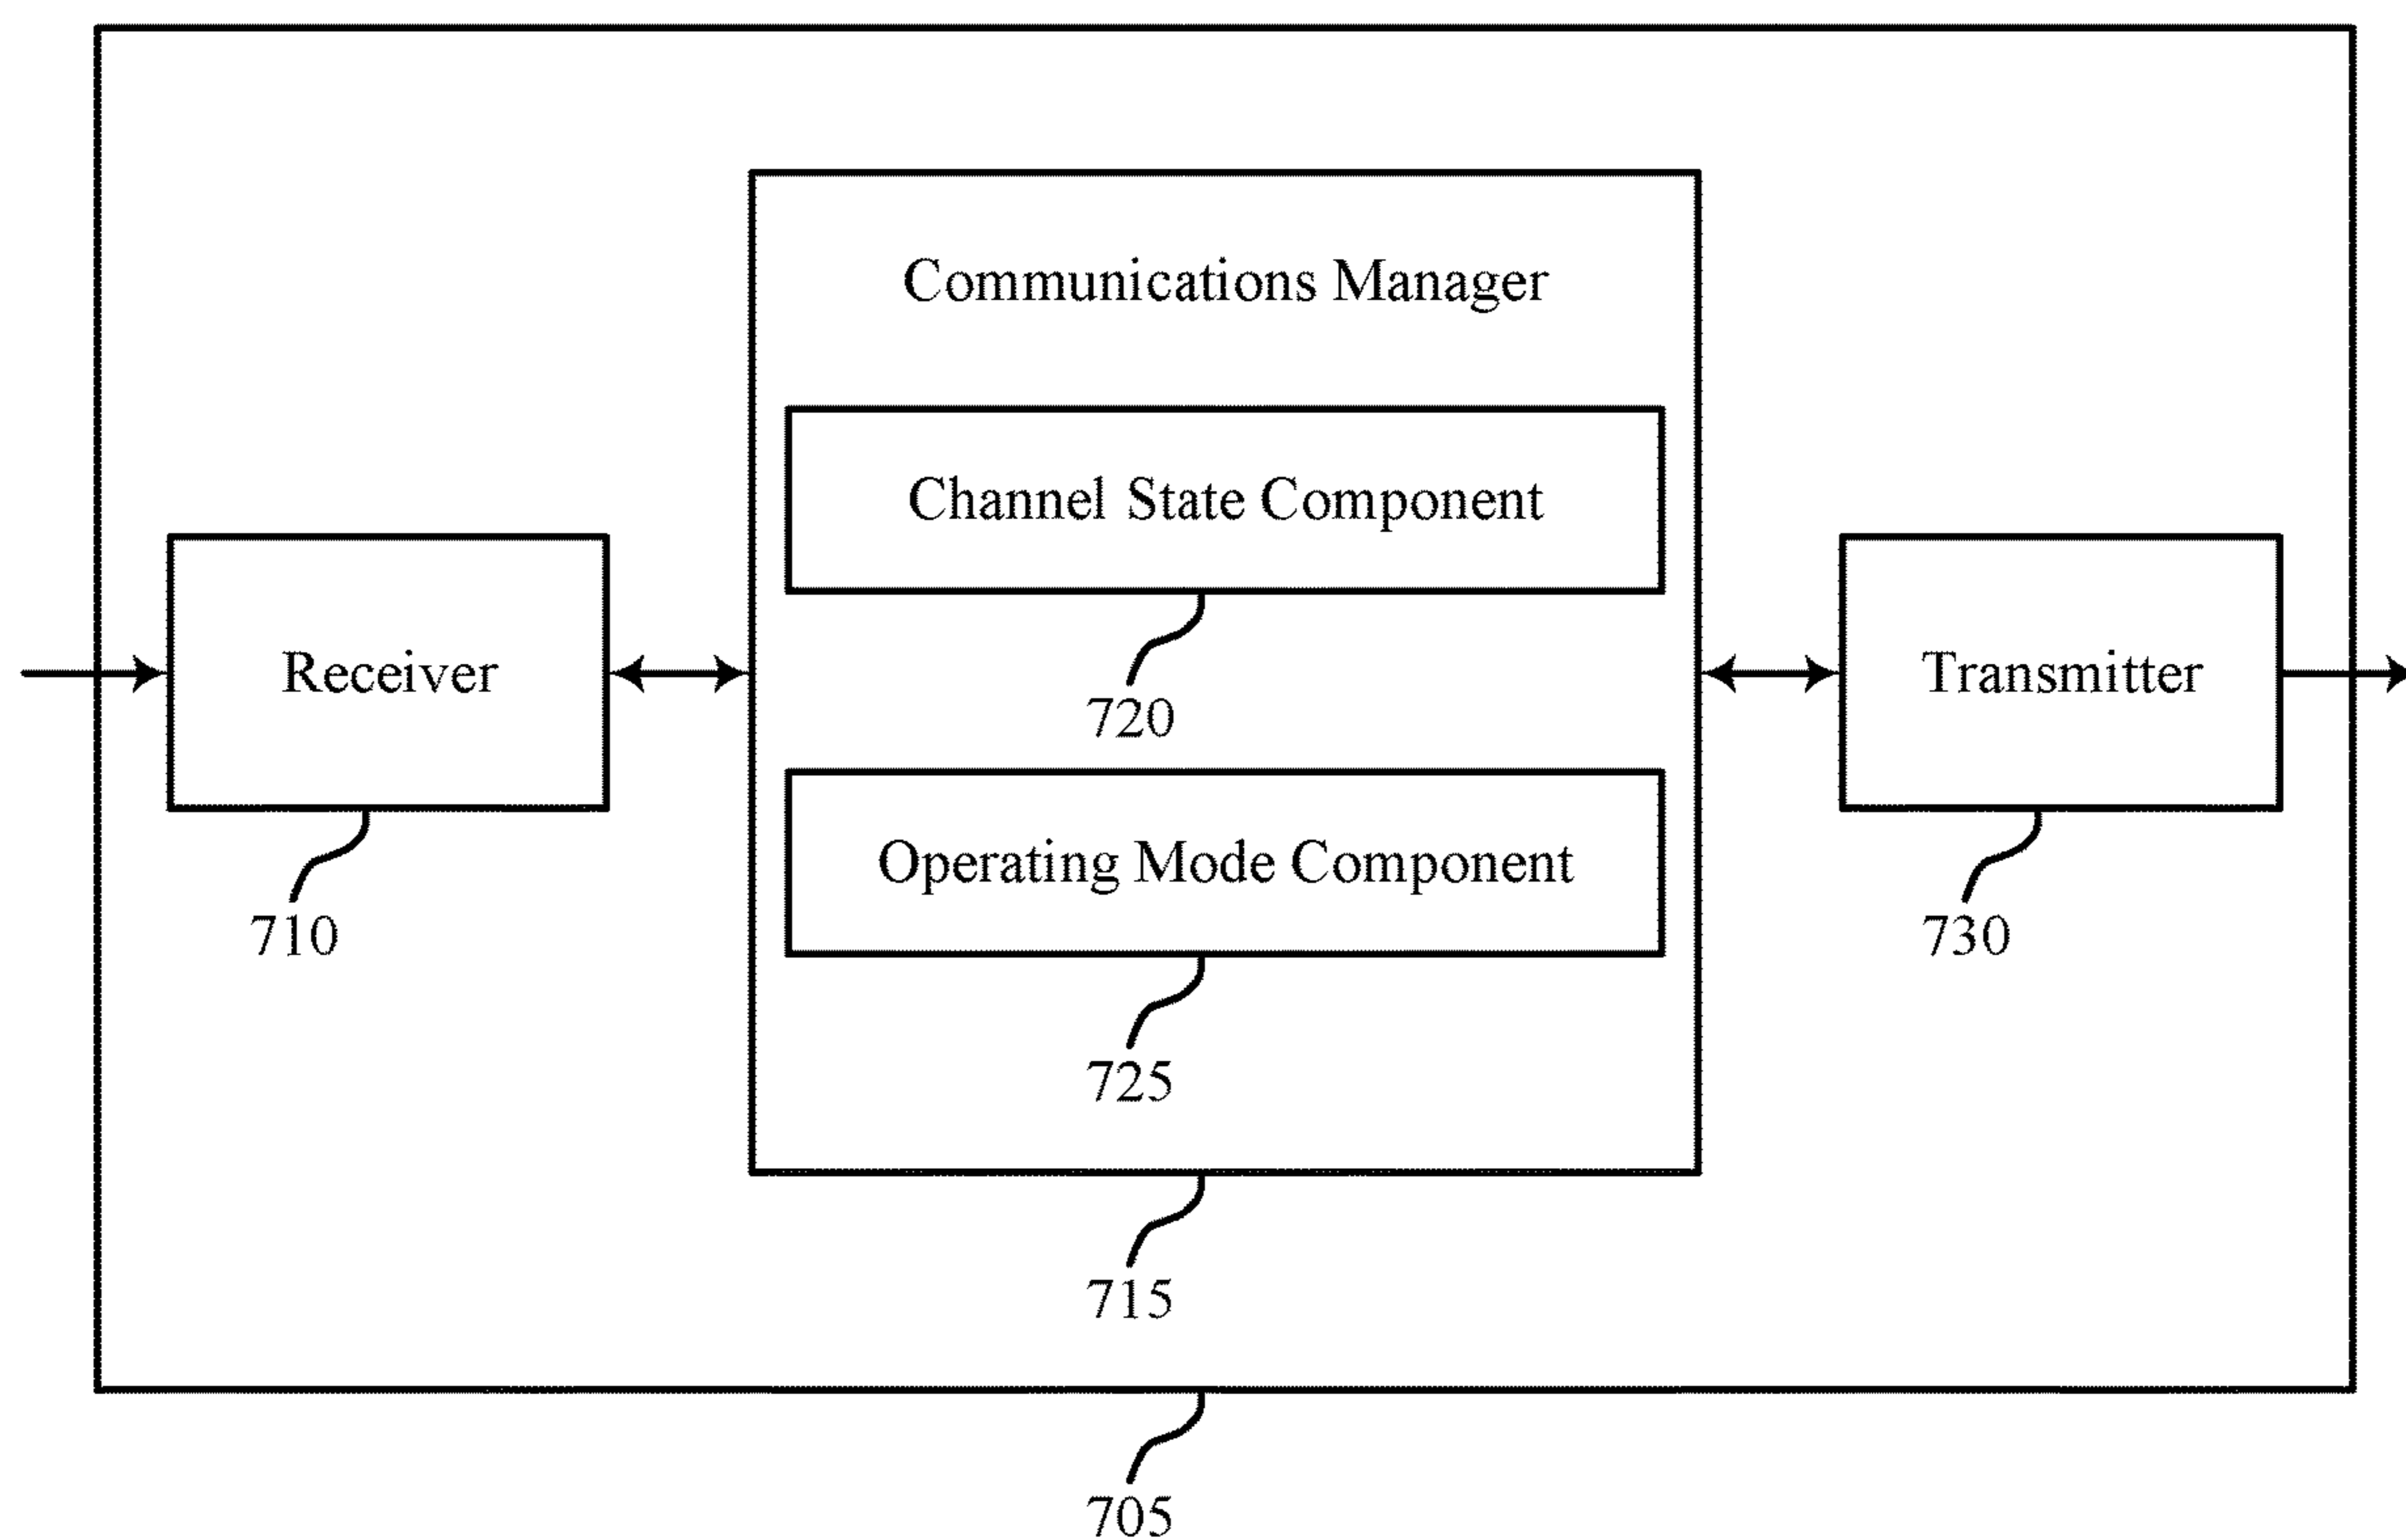 Communications Manager
Channel State Component
720
Receiver
710
Operating Mode Component
725
Transmitter
730
715
705